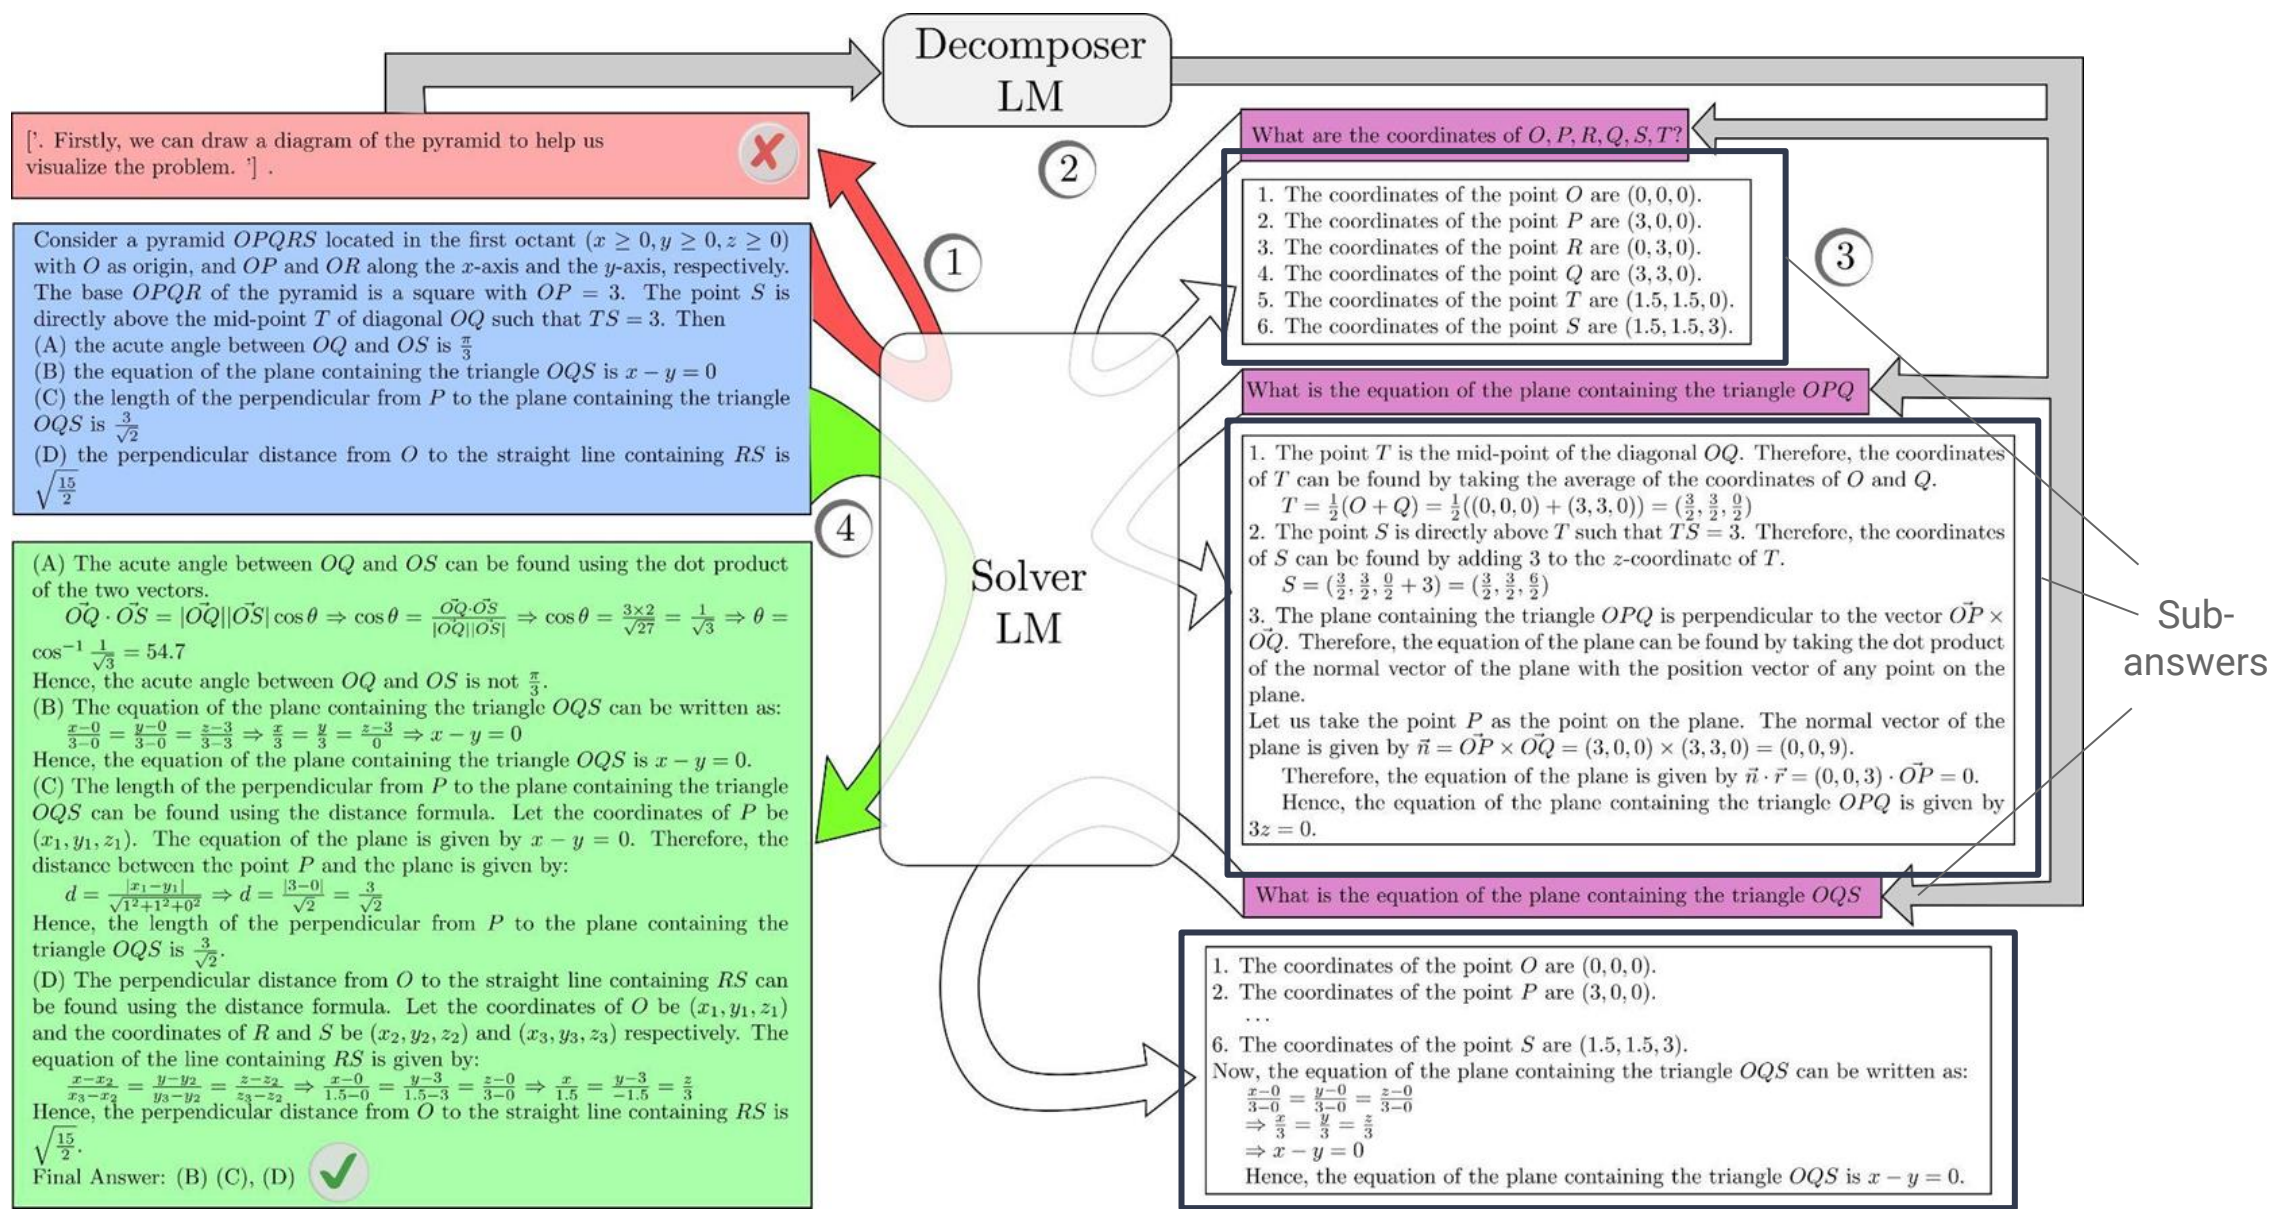 Decomposer
LM
['. Firstly, we can draw a diagram of the pyramid to help us
visualize the problem. '] .
1
2
3
4
Consider a pyramid OPQRS located in the first octant (x ≥ 0, y ≥ 0, z ≥ 0)
with O as origin, and OP and OR along the x-axis and the y-axis, respectively.
The base OPQR of the pyramid is a square with OP = 3. The point S is
directly above the mid-point T of diagonal OQ such that TS = 3. Then
(A) the acute angle between OQ and OS is π/3
(B) the equation of the plane containing the triangle OQS is x − y = 0
(C) the length of the perpendicular from P to the plane containing the triangle
OQS is 3/√2
(D) the perpendicular distance from O to the straight line containing RS is
√(15/2)
(A) The acute angle between OQ and OS can be found using the dot product
of the two vectors.
O⃗Q · O⃗S = |O⃗Q||O⃗S| cos θ ⇒ cos θ = O⃗Q·O⃗S/|O⃗Q||O⃗S| ⇒ cos θ = 3×2/√27 = 1/√3 ⇒ θ =
cos⁻¹ 1/√3 = 54.7
Hence, the acute angle between OQ and OS is not π/3.
(B) The equation of the plane containing the triangle OQS can be written as:
x−0/3−0 = y−0/3−0 = z−3/3−3 ⇒ x/3 = y/3 = z−3/0 ⇒ x − y = 0
Hence, the equation of the plane containing the triangle OQS is x − y = 0.
(C) The length of the perpendicular from P to the plane containing the triangle
OQS can be found using the distance formula. Let the coordinates of P be
(x₁, y₁, z₁). The equation of the plane is given by x − y = 0. Therefore, the
distance between the point P and the plane is given by:
d = |x₁−y₁|/√(1²+1²+0²) ⇒ d = |3−0|/√2 = 3/√2
Hence, the length of the perpendicular from P to the plane containing the
triangle OQS is 3/√2.
(D) The perpendicular distance from O to the straight line containing RS can
be found using the distance formula. Let the coordinates of O be (x₁, y₁, z₁)
and the coordinates of R and S be (x₂, y₂, z₂) and (x₃, y₃, z₃) respectively. The
equation of the line containing RS is given by:
x−x₂/x₃−x₂ = y−y₂/y₃−y₂ = z−z₂/z₃−z₂ ⇒ x−0/1.5−0 = y−3/1.5−3 = z−0/3−0 ⇒ x/1.5 = y−3/−1.5 = z/3
Hence, the perpendicular distance from O to the straight line containing RS is
√(15/2).
Final Answer: (B) (C), (D)
Solver
LM
What are the coordinates of O, P, R, Q, S, T?
1. The coordinates of the point O are (0, 0, 0).
2. The coordinates of the point P are (3, 0, 0).
3. The coordinates of the point R are (0, 3, 0).
4. The coordinates of the point Q are (3, 3, 0).
5. The coordinates of the point T are (1.5, 1.5, 0).
6. The coordinates of the point S are (1.5, 1.5, 3).
What is the equation of the plane containing the triangle OPQ
1. The point T is the mid-point of the diagonal OQ. Therefore, the coordinates
of T can be found by taking the average of the coordinates of O and Q.
T = 1/2(O + Q) = 1/2((0, 0, 0) + (3, 3, 0)) = (3/2, 3/2, 0/2)
2. The point S is directly above T such that TS = 3. Therefore, the coordinates
of S can be found by adding 3 to the z-coordinate of T.
S = (3/2, 3/2, 0/2 + 3) = (3/2, 3/2, 6/2)
3. The plane containing the triangle OPQ is perpendicular to the vector O⃗P ×
O⃗Q. Therefore, the equation of the plane can be found by taking the dot product
of the normal vector of the plane with the position vector of any point on the
plane.
Let us take the point P as the point on the plane. The normal vector of the
plane is given by n⃗ = O⃗P × O⃗Q = (3, 0, 0) × (3, 3, 0) = (0, 0, 9).
Therefore, the equation of the plane is given by n⃗ · r⃗ = (0, 0, 3) · O⃗P = 0.
Hence, the equation of the plane containing the triangle OPQ is given by
3z = 0.
What is the equation of the plane containing the triangle OQS
1. The coordinates of the point O are (0, 0, 0).
2. The coordinates of the point P are (3, 0, 0).
...
6. The coordinates of the point S are (1.5, 1.5, 3).
Now, the equation of the plane containing the triangle OQS can be written as:
x−0/3−0 = y−0/3−0 = z−0/3−0
⇒ x/3 = y/3 = z/3
⇒ x − y = 0
Hence, the equation of the plane containing the triangle OQS is x − y = 0.
Sub-
answers